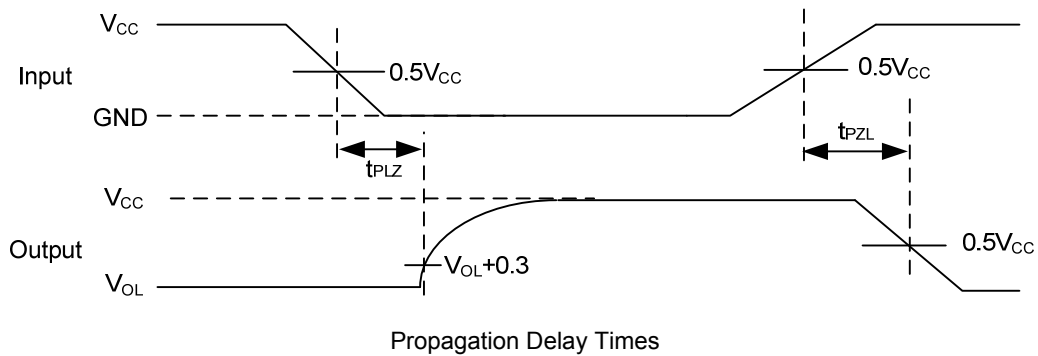 VCC
Input
0.5VCC
0.5VCC
GND
tPLZ
tPZL
VCC
Output
0.5VCC
VOL+0.3
VOL
Propagation Delay Times